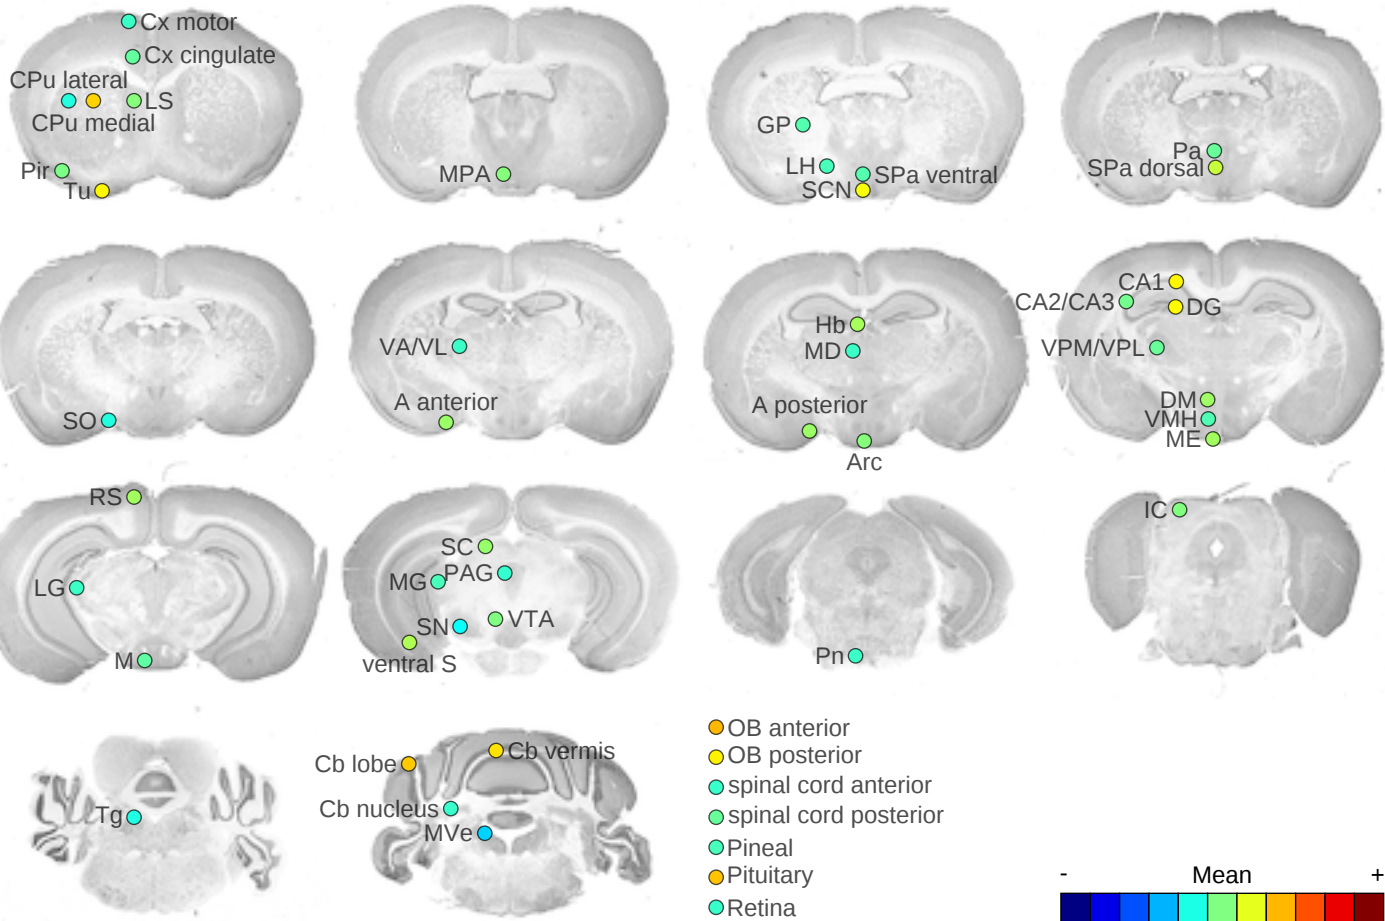 Cx motor
Cx cingulate
CPu lateral
LS
CPu medial
Pir
Tu
MPA
GP
LH
SPa ventral
SCN
Pa
SPa dorsal
SO
VA/VL
A anterior
Hb
MD
A posterior
Arc
CA1
CA2/CA3
DG
VPM/VPL
DM
VMH
ME
RS
LG
M
SC
MG
PAG
SN
VTA
ventral S
Pn
IC
Tg
Cb lobe
Cb vermis
Cb nucleus
MVe
OB anterior
OB posterior
spinal cord anterior
spinal cord posterior
Pineal
Pituitary
Retina
- Mean +